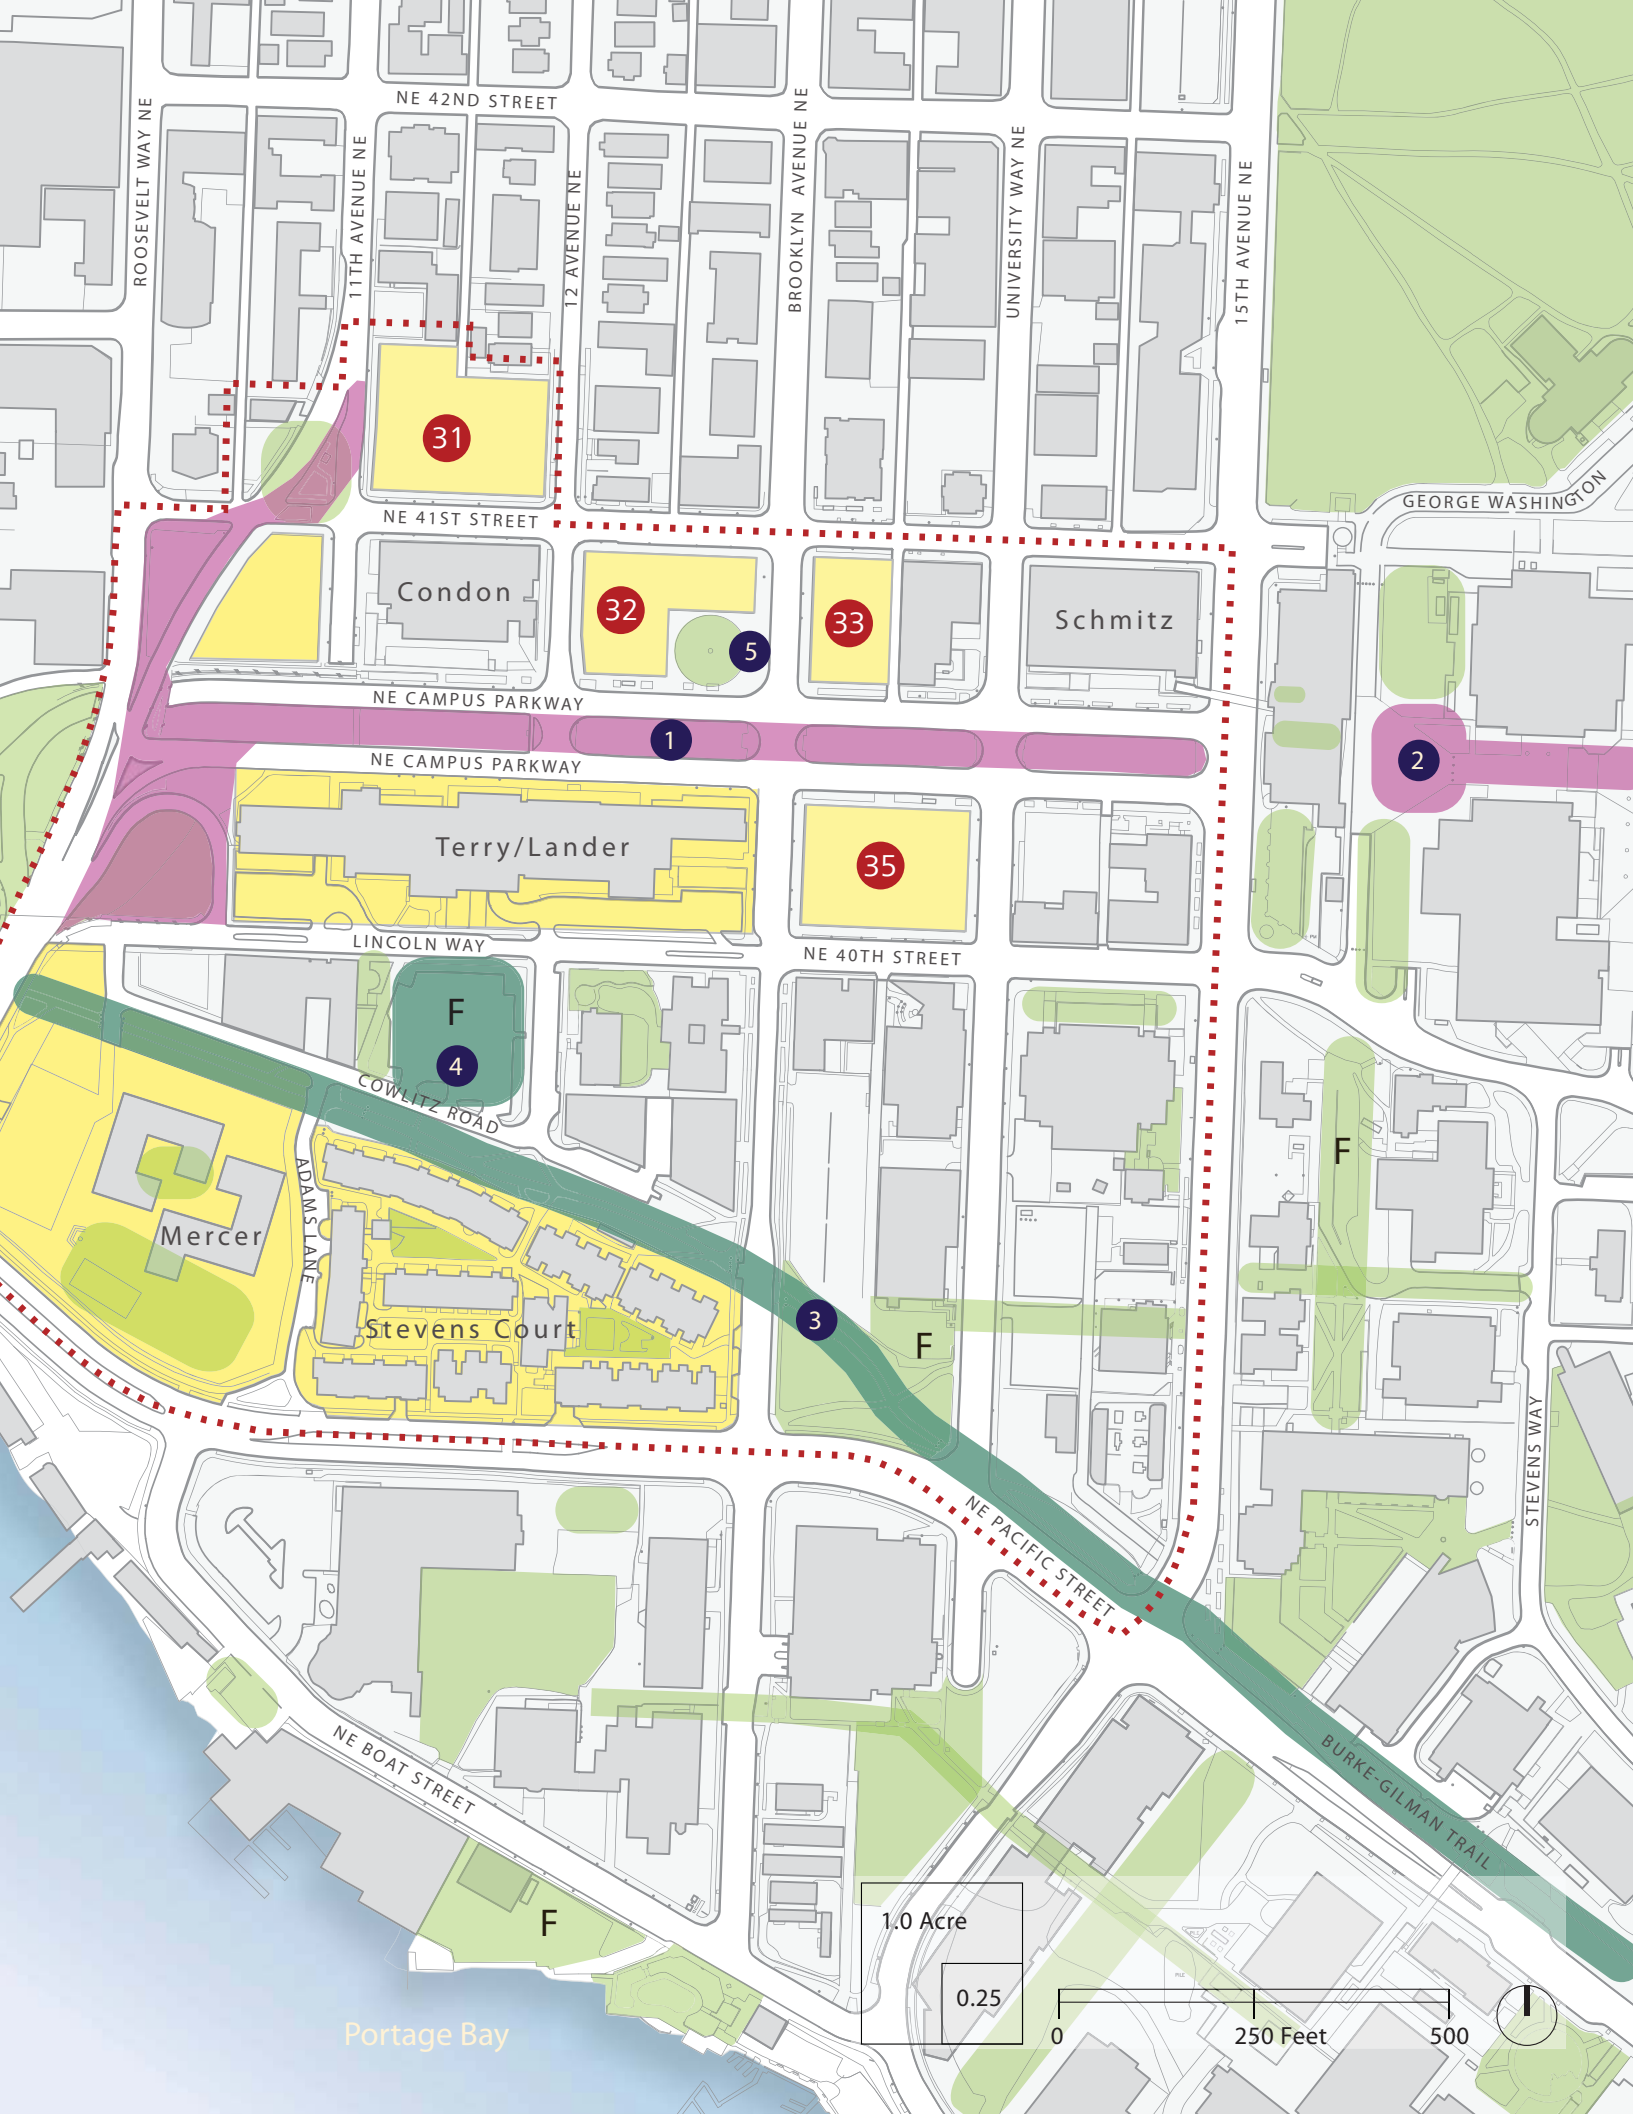 NE 42ND STREET
ROOSEVELT WAY NE
11TH AVENUE NE
12 AVENUE NE
BROOKLYN AVENUE NE
UNIVERSITY WAY NE
15TH AVENUE NE
31
GEORGE WASHINGTON
NE 41ST STREET
Condon
32
5
33
Schmitz
NE CAMPUS PARKWAY
1
2
NE CAMPUS PARKWAY
Terry/Lander
35
LINCOLN WAY
NE 40TH STREET
F
4
COWLITZ ROAD
F
ADAMS LANE
Mercer
Stevens Court
3
F
STEVENS WAY
NE PACIFIC STREET
NE BOAT STREET
BURKE-GILMAN TRAIL
F
1.0 Acre
0.25
Portage Bay
0
250 Feet
500